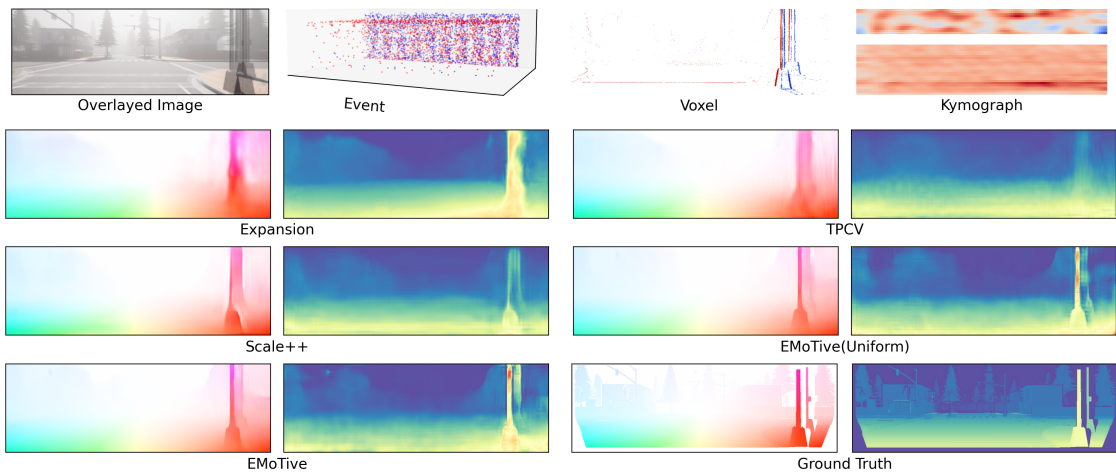 Overlayed Image
Event
Voxel
Kymograph
Expansion
TPCV
Scale++
EMoTive(Uniform)
EMoTive
Ground Truth